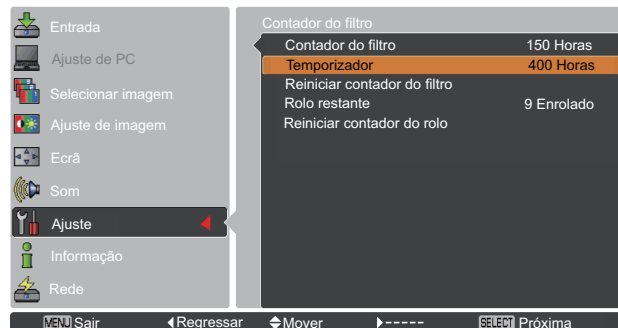 Entrada
Ajuste de PC
Selecionar imagem
Ajuste de imagem
Ecrã
Som
Ajuste
Informação
Rede
Contador do filtro
Contador do filtro 150 Horas
Temporizador 400 Horas
Reiniciar contador do filtro
Rolo restante 9 Enrolado
Reiniciar contador do rolo
MENU Sair Regressar Mover ----- SELECT Próxima